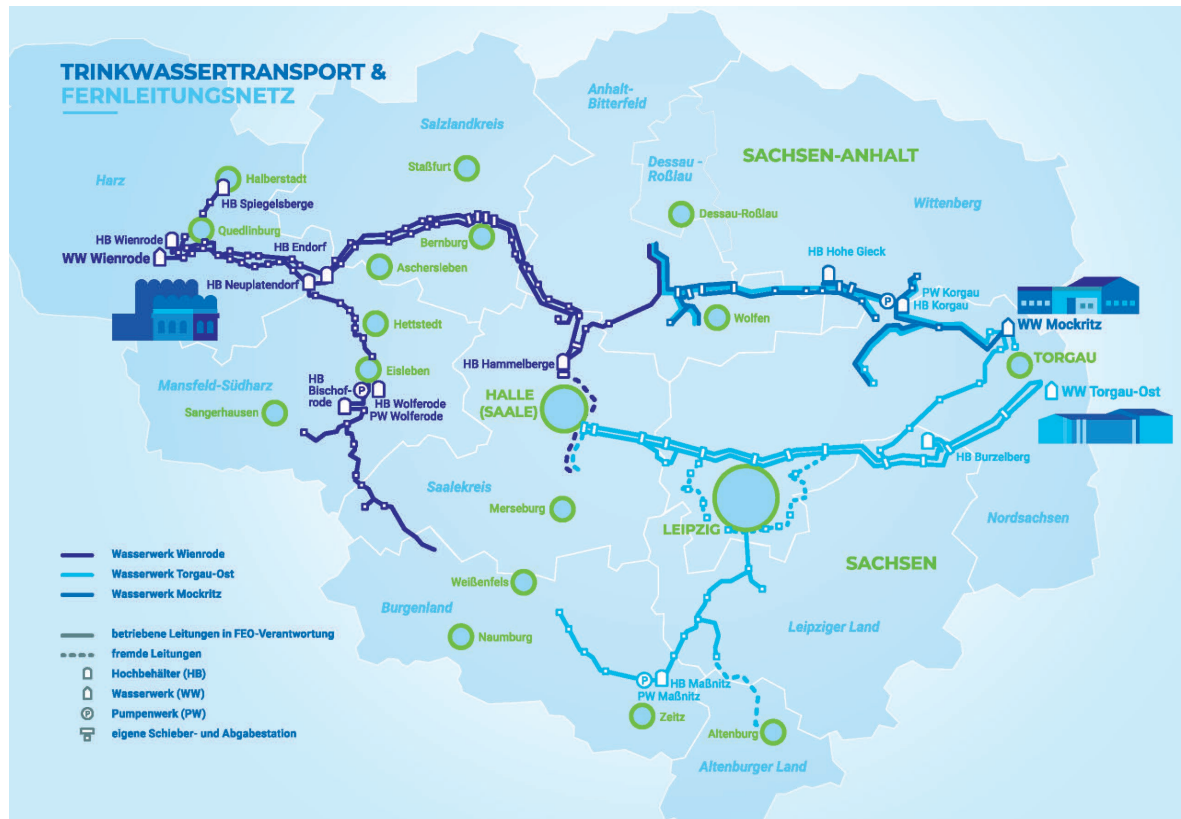 TRINKWASSERTRANSPORT &
FERNLEITUNGSNETZ
Anhalt-
Bitterfeld
Salzlandkreis
Staßfurt
Dessau -
Roßlau
SACHSEN-ANHALT
Harz
Halberstadt
HB Spiegelsberge
Wittenberg
Dessau-Roßlau
Quedlinburg
HB Wienrode
WW Wienrode
HB Endorf
Bernburg
HB Hohe Gieck
Aschersleben
HB Neuplatendorf
PW Korgau
HB Korgau
P
Hettstedt
Wolfen
WW Mockritz
HB Hammelberge
TORGAU
Eisleben
Mansfeld-Südharz
HB
Bischof-
rode
P
HB Wolferode
PW Wolferode
HALLE
(SAALE)
WW Torgau-Ost
Sangerhausen
HB Burzelberg
Saalekreis
Merseburg
LEIPZIG
Nordsachsen
SACHSEN
Wasserwerk Wienrode
Wasserwerk Torgau-Ost
Wasserwerk Mockritz
Weißenfels
Burgenland
Naumburg
Leipziger Land
betriebene Leitungen in FEO-Verantwortung
fremde Leitungen
Hochbehälter (HB)
Wasserwerk (WW)
P
Pumpenwerk (PW)
eigene Schieber- und Abgabestation
P
HB Maßnitz
PW Maßnitz
Zeitz
Altenburg
Altenburger Land